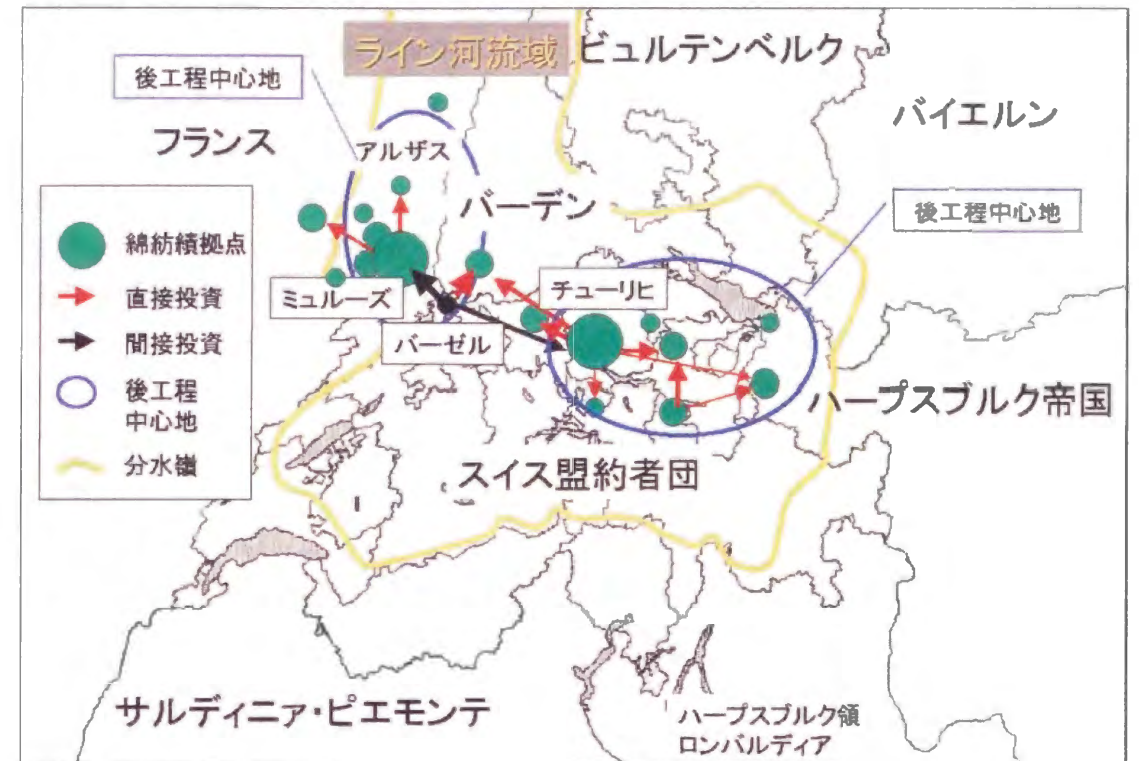 ライン河流域
ビュルテンベルク
後工程中心地
バイエルン
フランス
アルザス
後工程中心地
バーデン
綿紡績拠点
直接投資
間接投資
後工程
中心地
分水嶺
ミュルーズ
チューリヒ
バーゼル
ハープスブルク帝国
スイス盟約者団
サルディニァ・ピエモンテ
ハープスブルク領
ロンバルディア